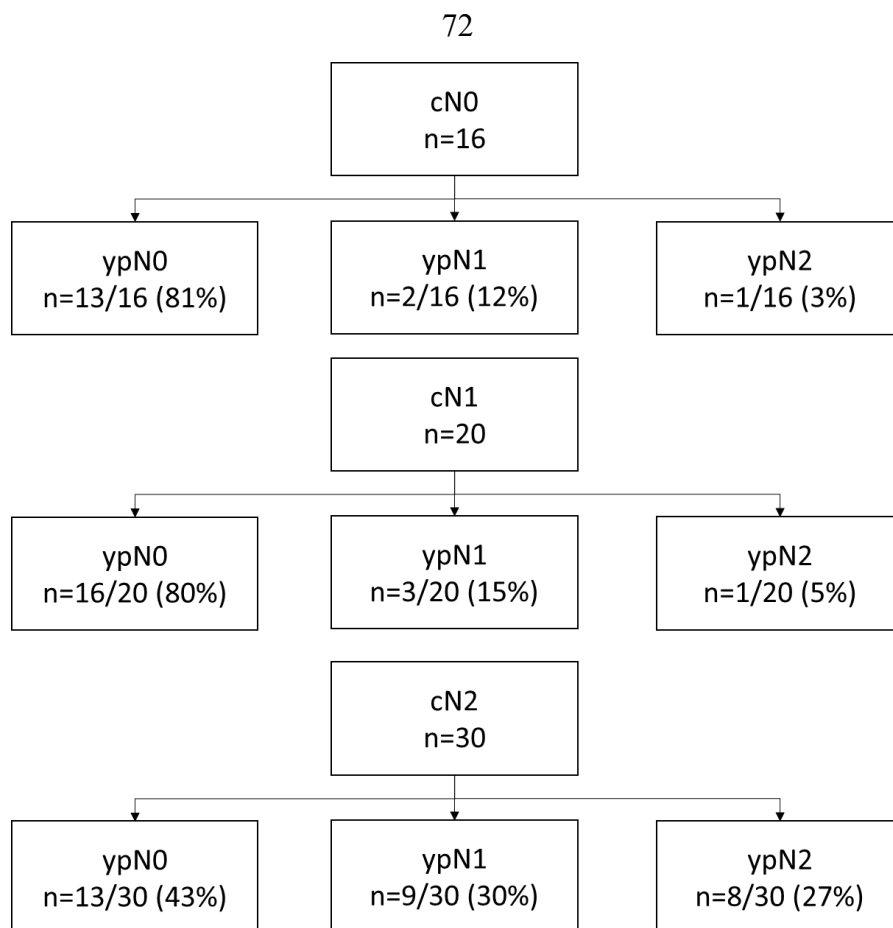 72
cN0
n=16
ypN0
n=13/16 (81%)
ypN1
n=2/16 (12%)
ypN2
n=1/16 (3%)
cN1
n=20
ypN0
n=16/20 (80%)
ypN1
n=3/20 (15%)
ypN2
n=1/20 (5%)
cN2
n=30
ypN0
n=13/30 (43%)
ypN1
n=9/30 (30%)
ypN2
n=8/30 (27%)